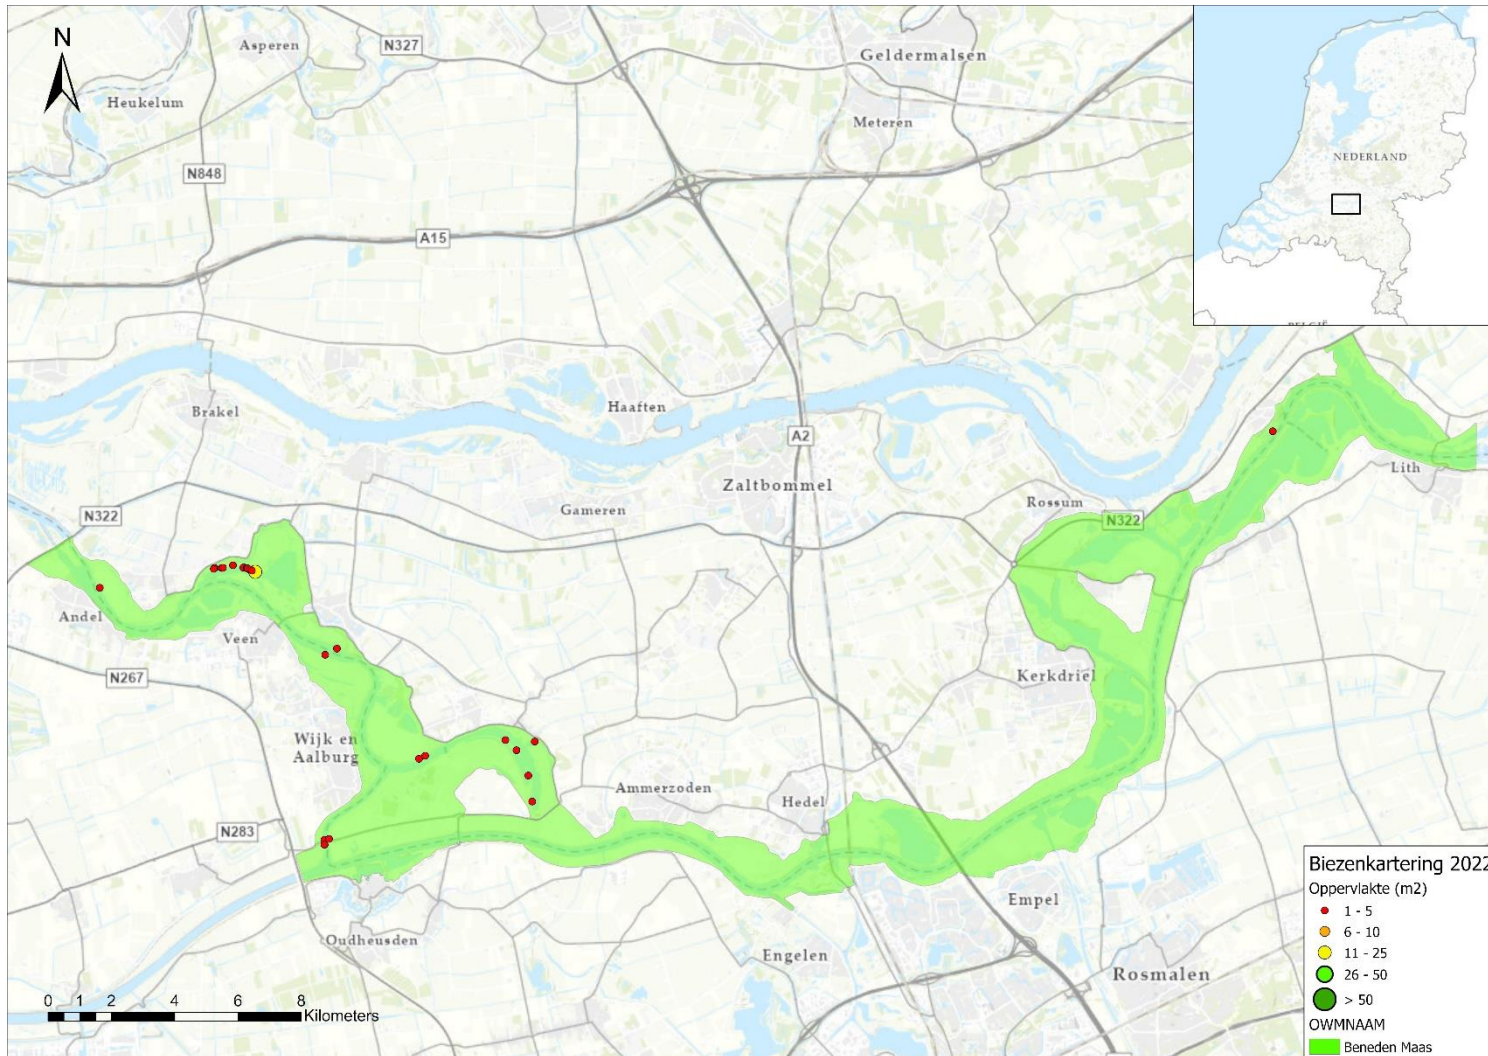 N
Asperen
N327
Geldermalsen
Heukelum
Meteren
N848
NEDERLAND
A15
Haaften
Brakel
A2
Zaltbommel
Lith
Gameren
Rossum
N322
N322
Andel
Veen
N267
Kerkdriel
Wijk en
Aalburg
Ammerzoden
Hedel
N283
Empel
Oudheusden
Engelen
Rosmalen
0 1 2 4 6 8
Kilometers
Biezenkartering 2022
Oppervlakte (m2)
1 - 5
6 - 10
11 - 25
26 - 50
> 50
OWMNAAM
Beneden Maas